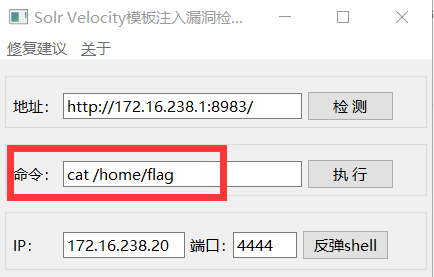 Solr Velocity模板注入漏洞检...
修复建议 关于
地址： http://172.16.238.1:8983/ 检 测
命令： cat /home/flag 执 行
IP： 172.16.238.20 端口： 4444 反弹shell